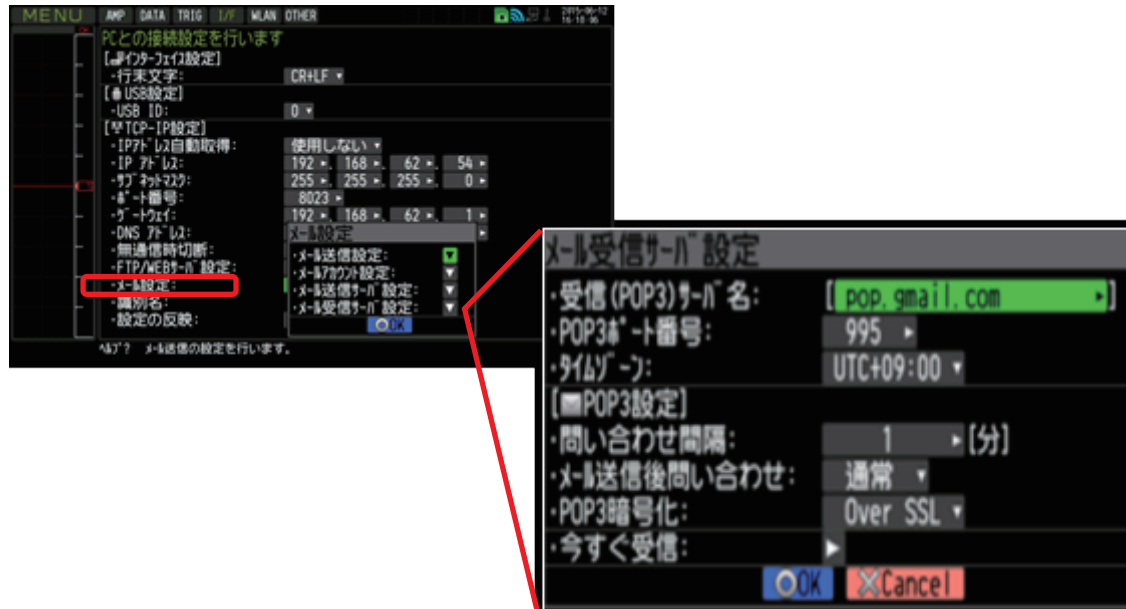 MENU AMP DATA TRIG I/F WLAN OTHER 2015-06-12
16:10:06
PCとの接続設定を行います
[インターフェイス設定]
・行末文字: CR+LF
[USB設定]
・USB ID: 0
[TCP-IP設定]
・IPアドレス自動取得: 使用しない
・IP アドレス: 192 . 168 . 62 . 54
・サブネットマスク: 255 . 255 . 255 . 0
・ポート番号: 8023
・ゲートウェイ: 192 . 168 . 62 . 1
・DNS アドレス:
・無通信時切断:
・FTP/WEBサーバ設定:
・メール設定:
・識別名:
・設定の反映:
メール設定
・メール送信設定:
・メールアカウント設定:
・メール送信サーバ設定:
・メール受信サーバ設定:
OK
ヘルプ? メール送信の設定を行います。
メール受信サーバ設定
・受信(POP3)サーバ名: [pop.gmail.com]
・POP3ポート番号: 995
・タイムゾーン: UTC+09:00
[POP3設定]
・問い合わせ間隔: 1 [分]
・メール送信後問い合わせ: 通常
・POP3暗号化: Over SSL
・今すぐ受信:
OK Cancel